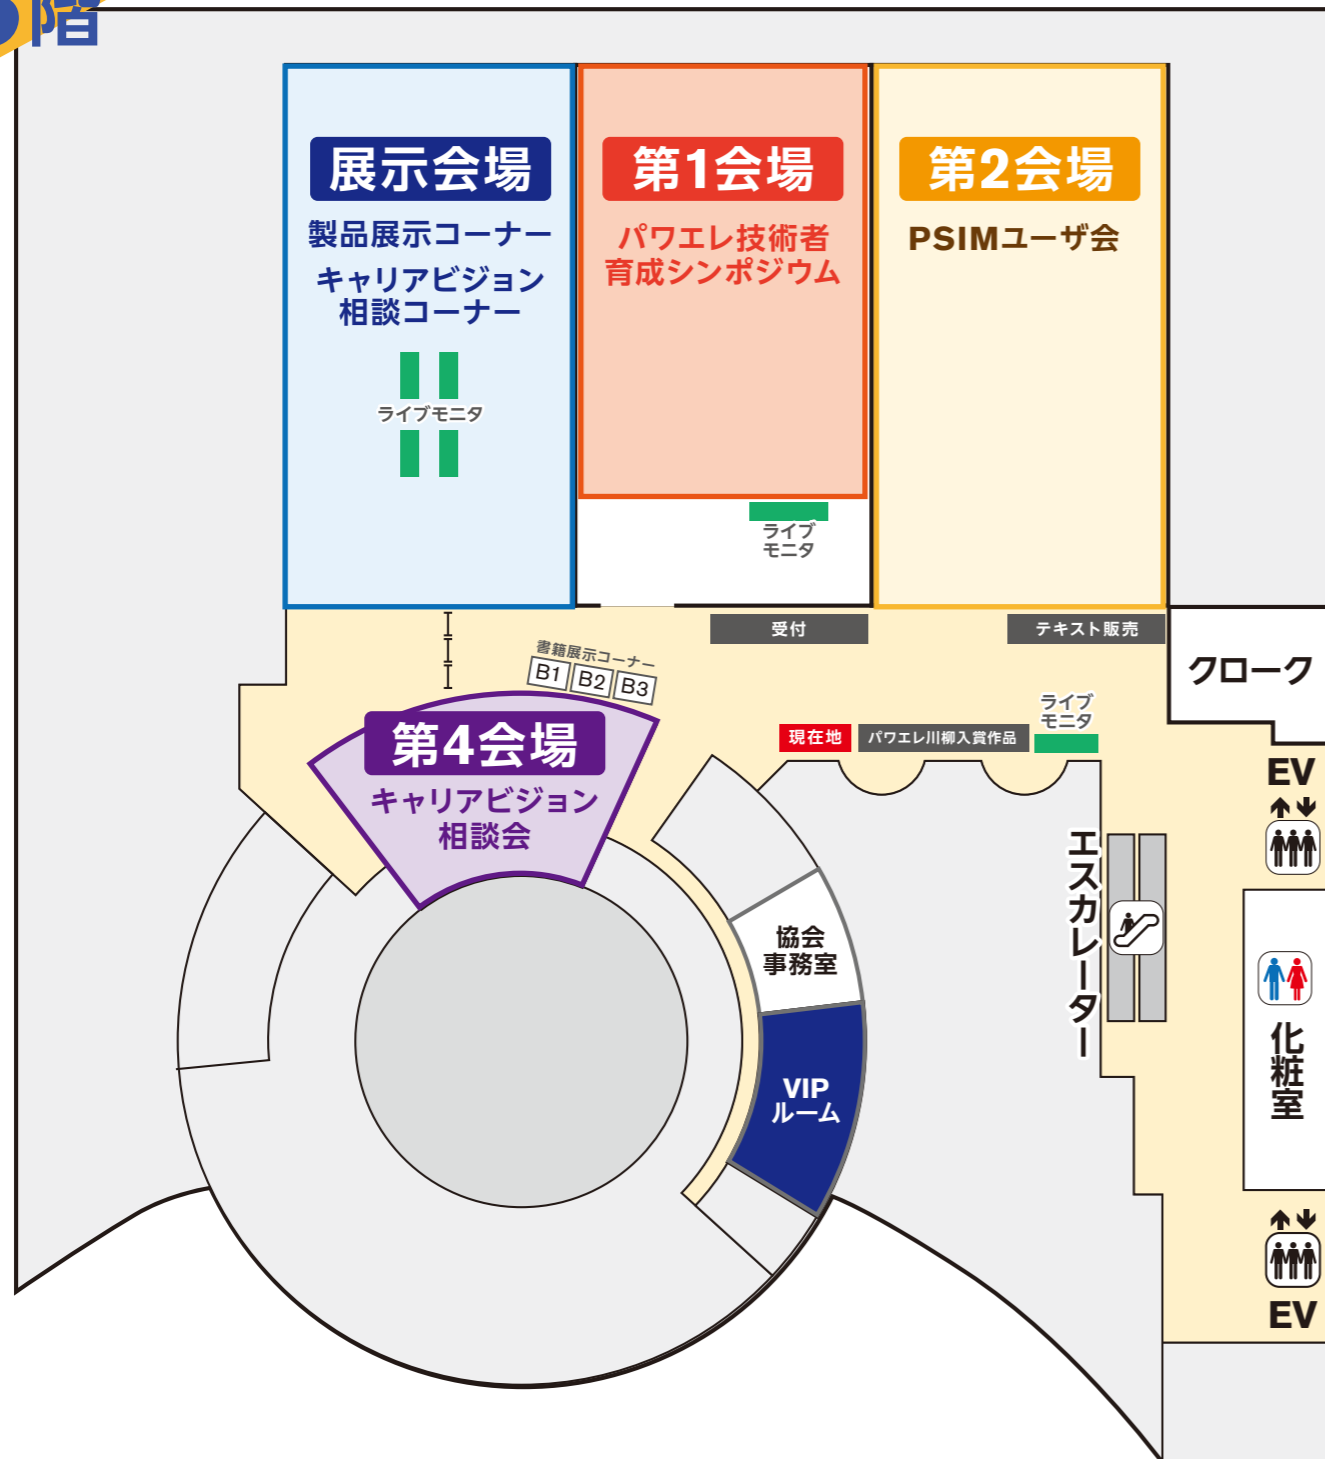 階
展示会場
製品展示コーナー
キャリアビジョン
相談コーナー
ライブモニタ
第1会場
パワエレ技術者
育成シンポジウム
ライブ
モニタ
第2会場
PSIMユーザ会
受付
テキスト販売
クローク
書籍展示コーナー
B1
B2
B3
第4会場
キャリアビジョン
相談会
現在地
パワエレ川柳入賞作品
ライブ
モニタ
EV
エスカレーター
協会
事務室
VIP
ルーム
化粧室
EV